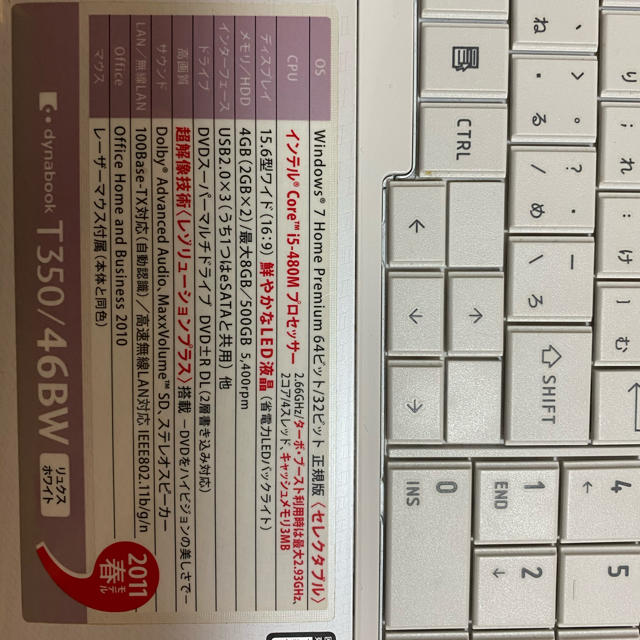 dynabook T350/46BW リュクスホワイト
2011 春モデル
OS Windows® 7 Home Premium 64ビット/32ビット 正規版〈セレクタブル〉
CPU インテル® Core™ i5-480M プロセッサー 2.66GHz/ターボ・ブースト利用時は最大2.93GHz,
2コア/4スレッド、キャッシュメモリ3MB
ディスプレイ 15.6型ワイド(16:9) 鮮やかなLED液晶(省電力LEDバックライト)
メモリ/HDD 4GB(2GB×2)/最大8GB/500GB 5,400rpm
インターフェース USB2.0×3(うち1つはeSATAと共用)他
ドライブ DVDスーパーマルチドライブ DVD±R DL(2層書き込み対応)
高画質 超解像技術〈レゾリューションプラス〉搭載 −DVDをハイビジョンの美しさで−
サウンド Dolby® Advanced Audio, MaxxVolume™ SD, ステレオスピーカー
LAN/無線LAN 100Base-TX対応(自動認識)/高速無線LAN対応 IEEE802.11b/g/n
Office Office Home and Business 2010
マウス レーザーマウス付属(本体と同色)
、 ね
> 。
. る
? ・
/ め
_
\ ろ
り
; れ
け
む
CTRL
⇧ SHIFT
←
↑
↓
→
0
INS
1
END
2
↓
4
←
5